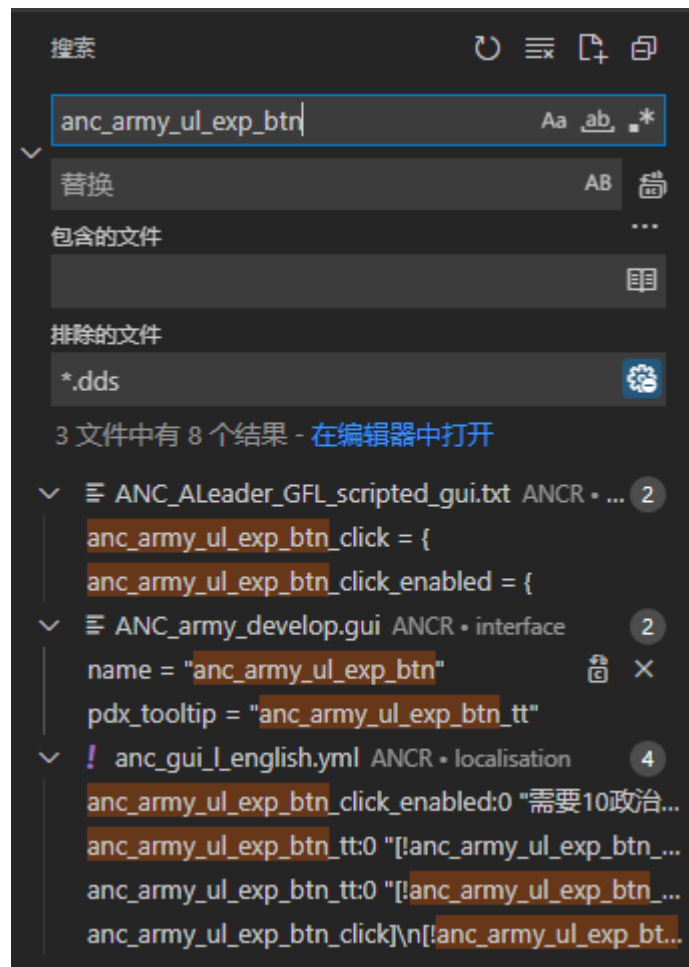 搜索
anc_army_ul_exp_btn Aa ab *
替换 AB
包含的文件 ...
排除的文件
*.dds
3 文件中有 8 个结果 - 在编辑器中打开
ANC_ALeader_GFL_scripted_gui.txt ANCR • ... 2
anc_army_ul_exp_btn_click = {
anc_army_ul_exp_btn_click_enabled = {
ANC_army_develop.gui ANCR • interface 2
name = "anc_army_ul_exp_btn"
pdx_tooltip = "anc_army_ul_exp_btn_tt"
! anc_gui_l_english.yml ANCR • localisation 4
anc_army_ul_exp_btn_click_enabled:0 "需要10政治...
anc_army_ul_exp_btn_tt:0 "[!anc_army_ul_exp_btn_...
anc_army_ul_exp_btn_tt:0 "[!anc_army_ul_exp_btn_...
anc_army_ul_exp_btn_click]\n[!anc_army_ul_exp_bt...